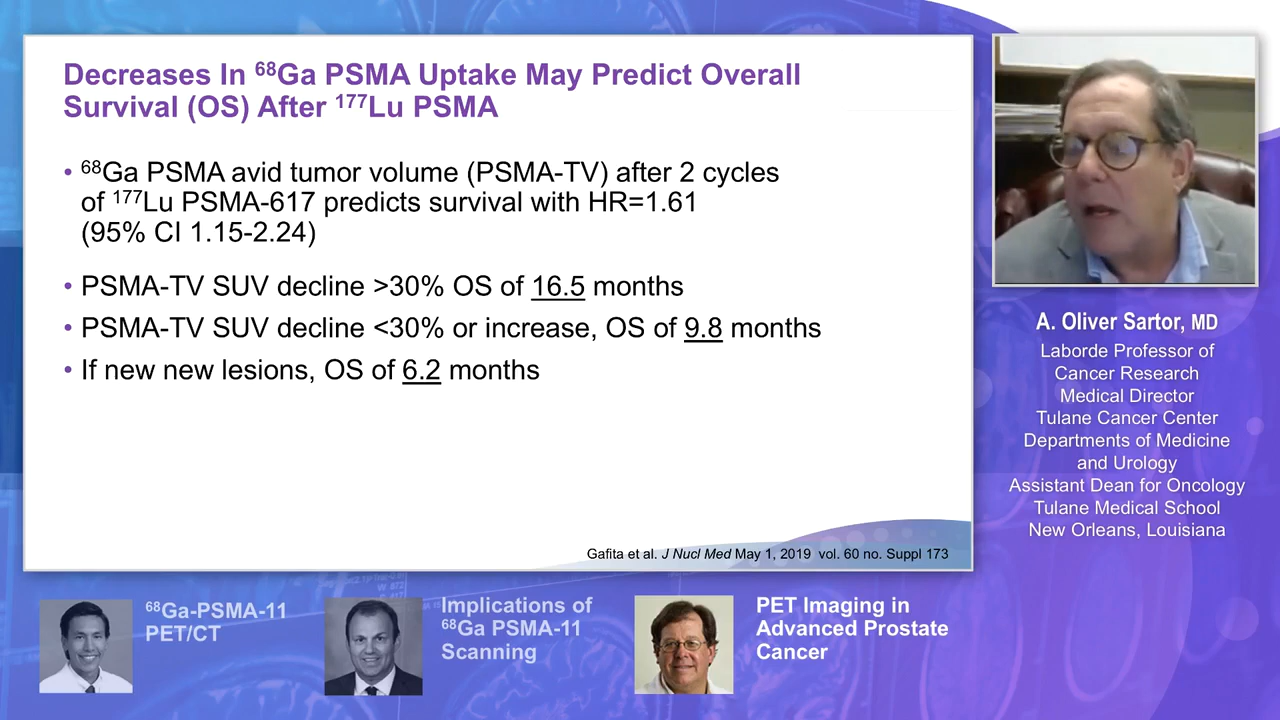 Decreases In ⁶⁸Ga PSMA Uptake May Predict Overall
Survival (OS) After ¹⁷⁷Lu PSMA
• ⁶⁸Ga PSMA avid tumor volume (PSMA-TV) after 2 cycles
of ¹⁷⁷Lu PSMA-617 predicts survival with HR=1.61
(95% CI 1.15-2.24)
• PSMA-TV SUV decline >30% OS of 16.5 months
• PSMA-TV SUV decline <30% or increase, OS of 9.8 months
• If new new lesions, OS of 6.2 months
Gafita et al. J Nucl Med May 1, 2019 vol. 60 no. Suppl 173
A. Oliver Sartor, MD
Laborde Professor of
Cancer Research
Medical Director
Tulane Cancer Center
Departments of Medicine
and Urology
Assistant Dean for Oncology
Tulane Medical School
New Orleans, Louisiana
⁶⁸Ga-PSMA-11
PET/CT
Implications of
⁶⁸Ga PSMA-11
Scanning
PET Imaging in
Advanced Prostate
Cancer